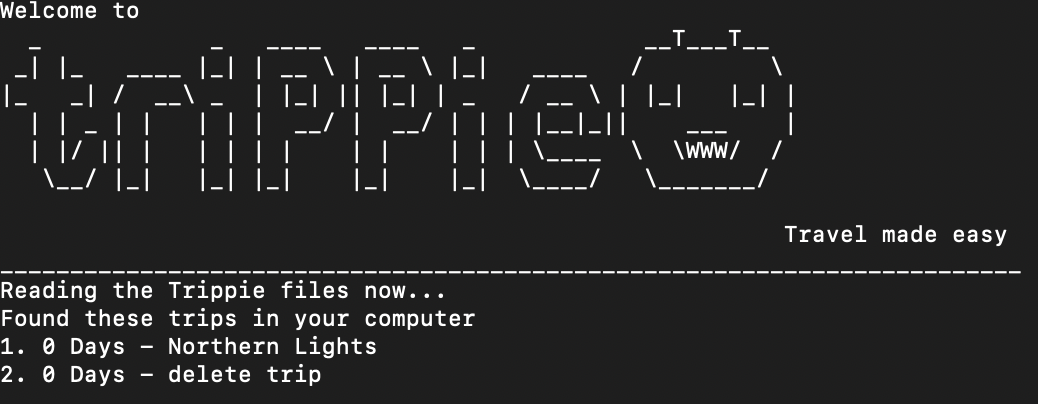 Welcome to
trippie
WWW
Travel made easy
Reading the Trippie files now...
Found these trips in your computer
1. 0 Days – Northern Lights
2. 0 Days – delete trip